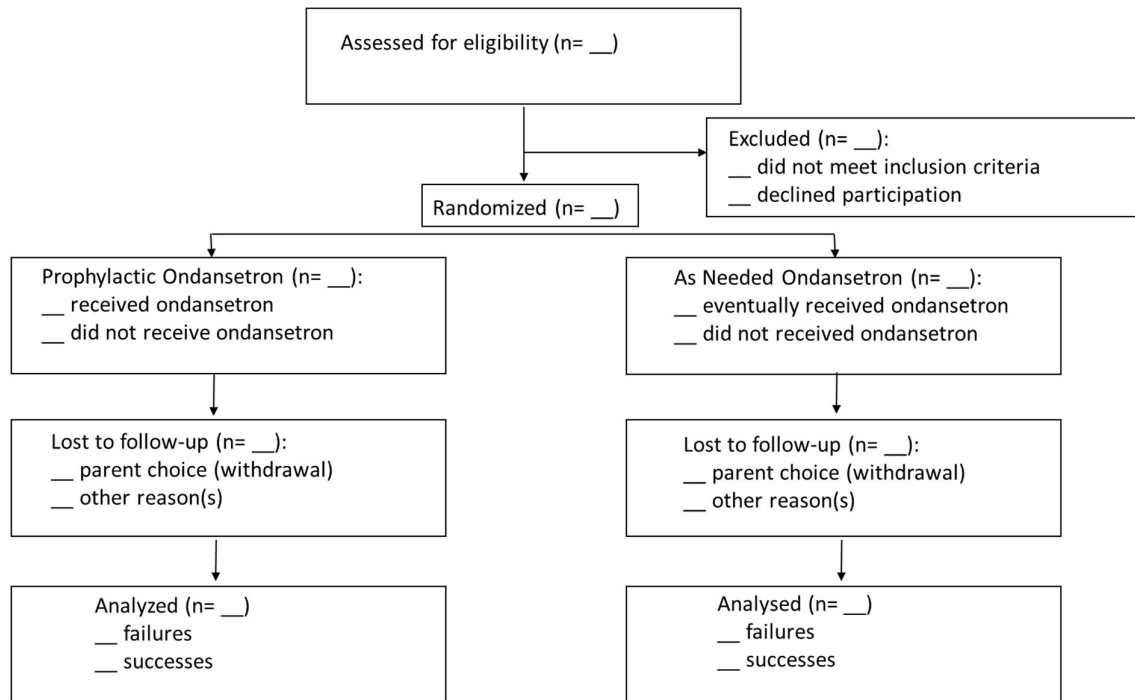 Assessed for eligibility (n= __)
Excluded (n= __):
__ did not meet inclusion criteria
__ declined participation
Randomized (n= __)
Prophylactic Ondansetron (n= __):
__ received ondansetron
__ did not receive ondansetron
As Needed Ondansetron (n= __):
__ eventually received ondansetron
__ did not received ondansetron
Lost to follow-up (n= __):
__ parent choice (withdrawal)
__ other reason(s)
Lost to follow-up (n= __):
__ parent choice (withdrawal)
__ other reason(s)
Analyzed (n= __)
__ failures
__ successes
Analysed (n= __)
__ failures
__ successes